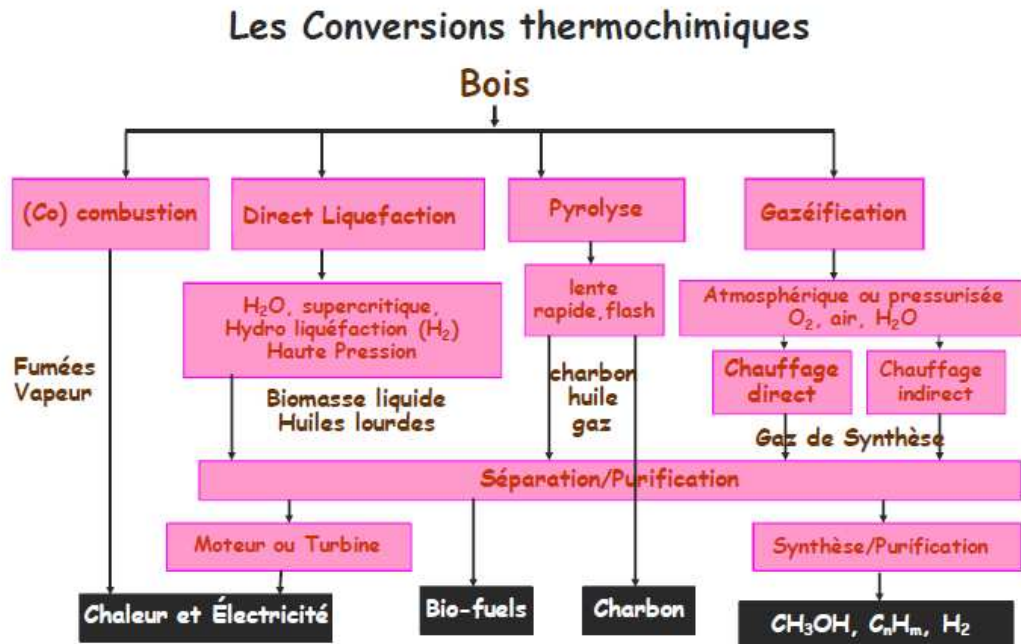 Les Conversions thermochimiques
Bois
(Co) combustion
Direct Liquefaction
Pyrolyse
Gazéification
H₂O, supercritique,
Hydro liquéfaction (H₂)
Haute Pression
lente
rapide, flash
Atmosphérique ou pressurisée
O₂, air, H₂O
Chauffage
direct
Chauffage
indirect
Fumées
Vapeur
Biomasse liquide
Huiles lourdes
charbon
huile
gaz
Gaz de Synthèse
Séparation/Purification
Moteur ou Turbine
Synthèse/Purification
Chaleur et Électricité
Bio-fuels
Charbon
CH₃OH, CₙHₘ, H₂